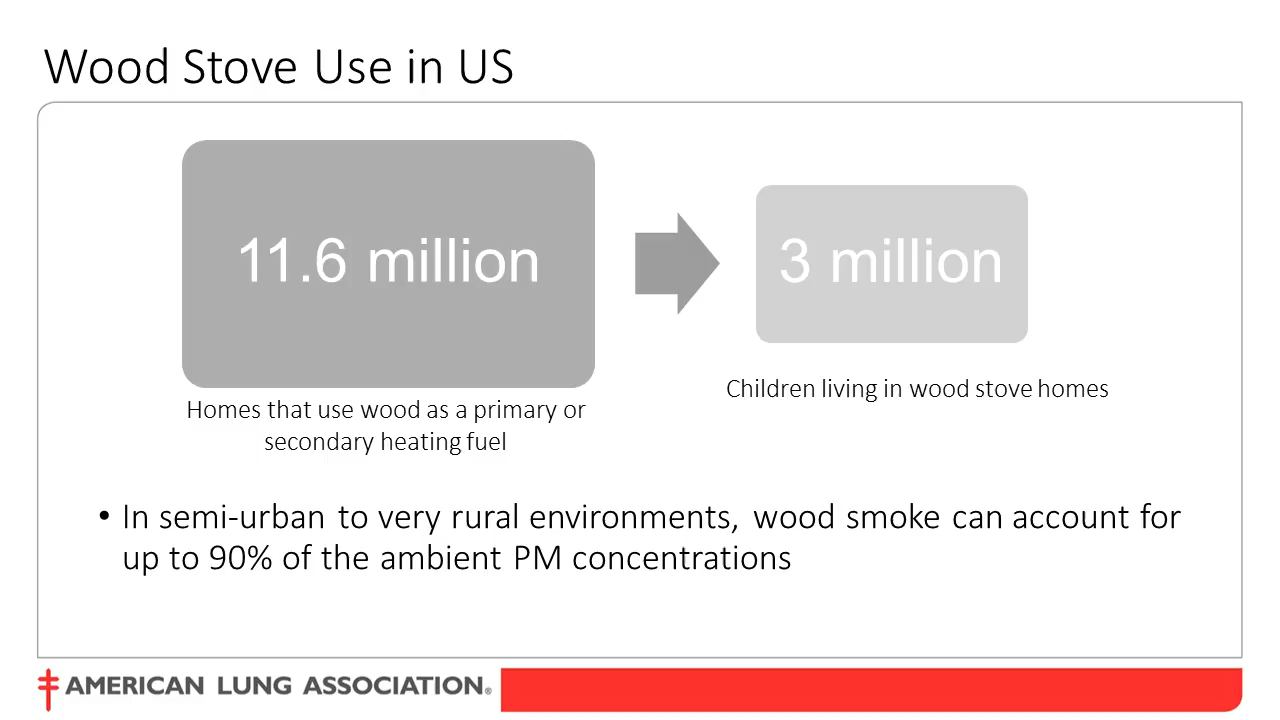 Wood Stove Use in US
11.6 million
3 million
Homes that use wood as a primary or
secondary heating fuel
Children living in wood stove homes
• In semi-urban to very rural environments, wood smoke can account for
up to 90% of the ambient PM concentrations
AMERICAN LUNG ASSOCIATION®